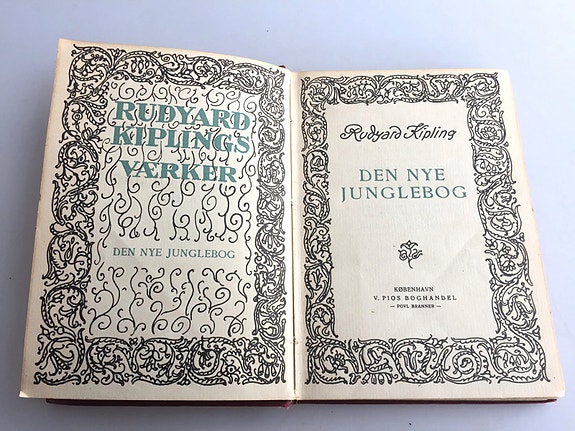 RUDYARD
KIPLINGS
VÆRKER
DEN NYE JUNGLEBOG
Rudyard Kipling
DEN NYE
JUNGLEBOG
KØBENHAVN
V. PIOS BOGHANDEL
— POVL BRANNER —